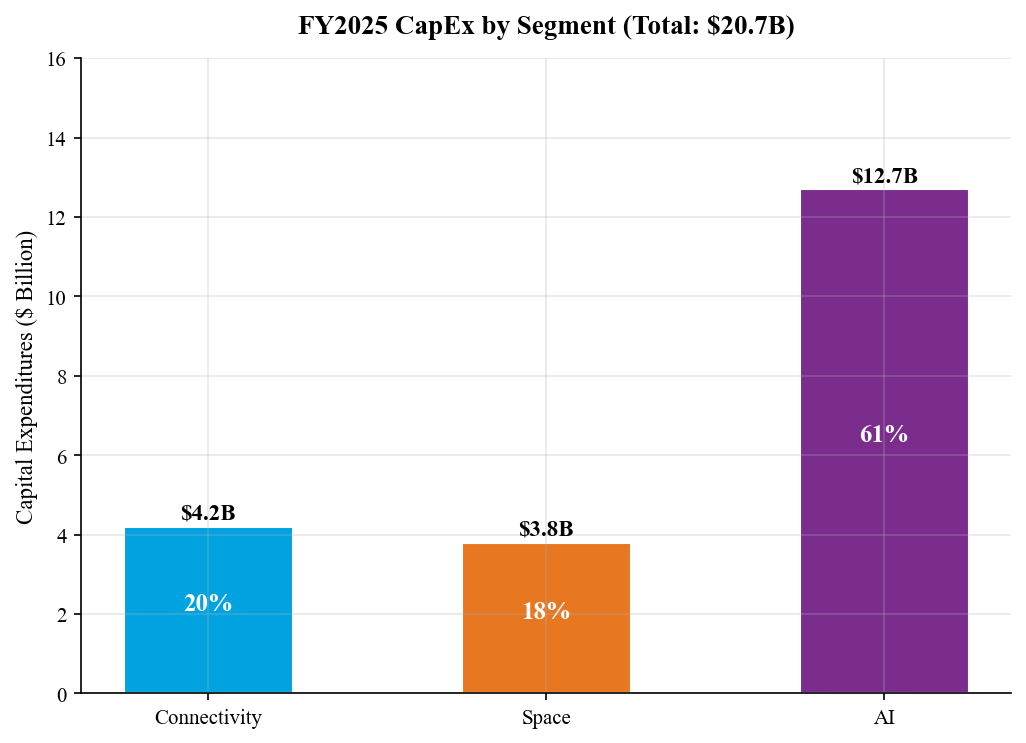 FY2025 CapEx by Segment (Total: $20.7B)
Capital Expenditures ($ Billion)
16
14
12
10
8
6
4
2
0
$4.2B
20%
$3.8B
18%
$12.7B
61%
Connectivity
Space
AI